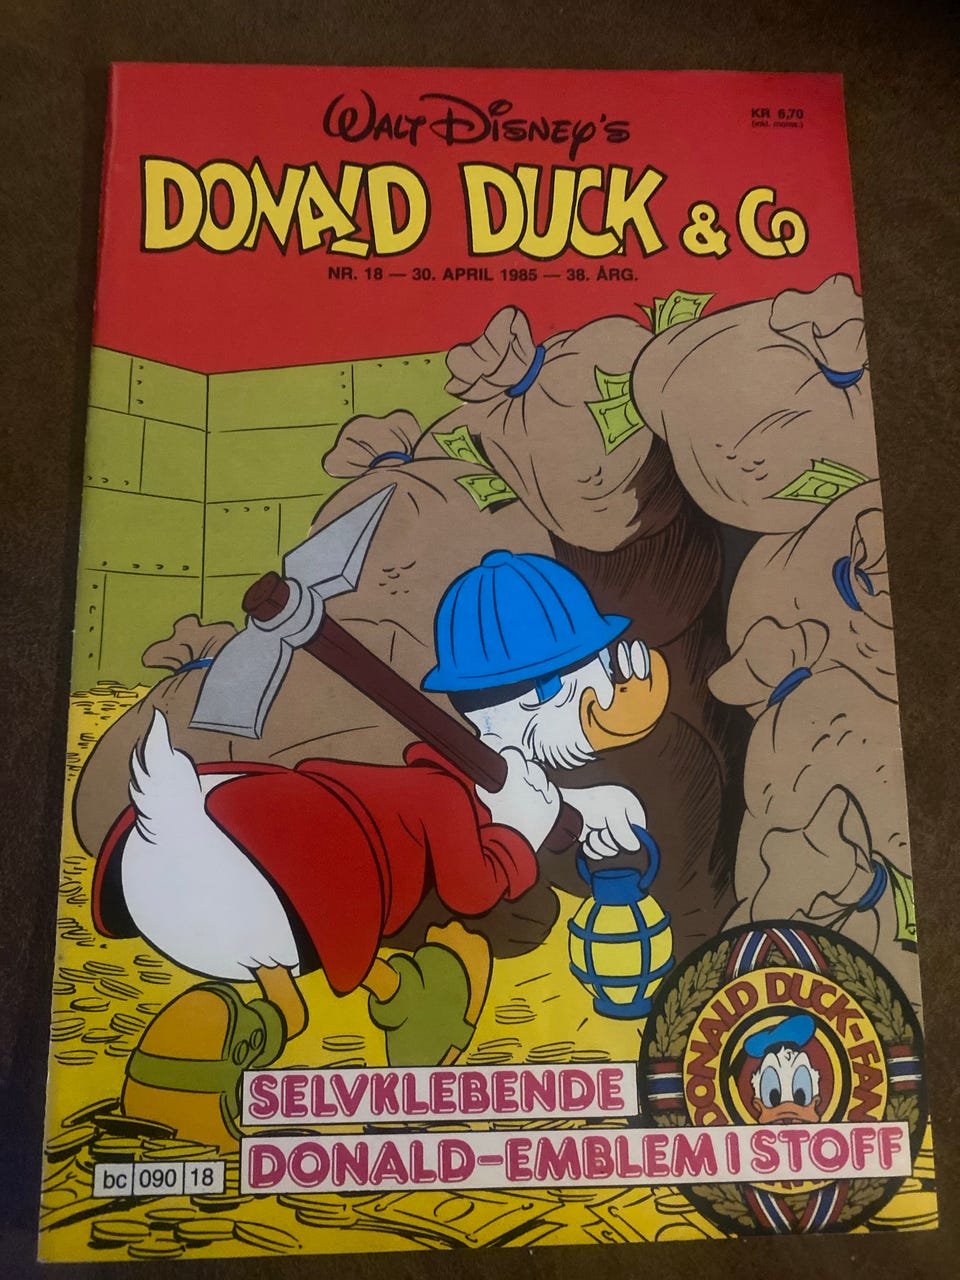 Walt Disney's
KR 6,70
(inkl. moms.)
DONALD DUCK & Co
NR. 18 — 30. APRIL 1985 — 38. ÅRG.
DONALD DUCK-FAN
SELVKLEBENDE
DONALD-EMBLEM I STOFF
bc 090 18